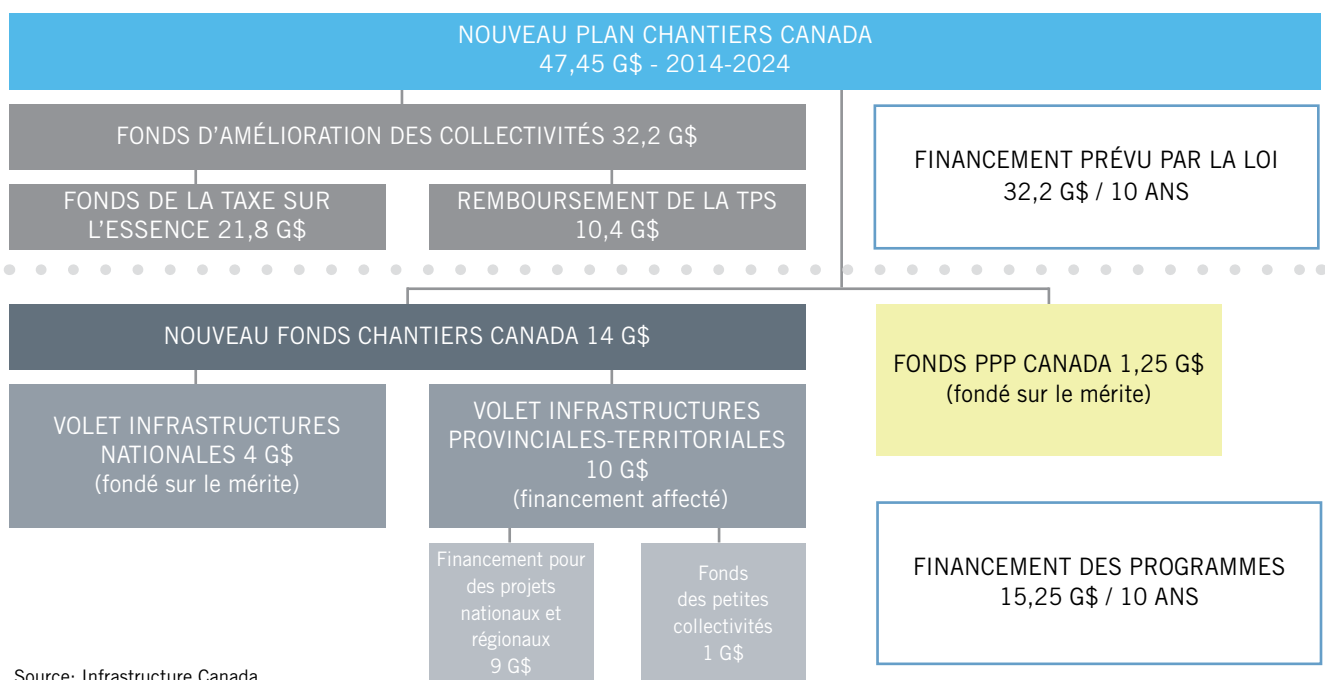 NOUVEAU PLAN CHANTIERS CANADA
47,45 G$ - 2014-2024
FONDS D'AMÉLIORATION DES COLLECTIVITÉS 32,2 G$
FONDS DE LA TAXE SUR
L'ESSENCE 21,8 G$
REMBOURSEMENT DE LA TPS
10,4 G$
FINANCEMENT PRÉVU PAR LA LOI
32,2 G$ / 10 ANS
NOUVEAU FONDS CHANTIERS CANADA 14 G$
VOLET INFRASTRUCTURES
NATIONALES 4 G$
(fondé sur le mérite)
VOLET INFRASTRUCTURES
PROVINCIALES-TERRITORIALES
10 G$
(financement affecté)
Financement pour
des projets
nationaux et
régionaux
9 G$
Fonds
des petites
collectivités
1 G$
FONDS PPP CANADA 1,25 G$
(fondé sur le mérite)
FINANCEMENT DES PROGRAMMES
15,25 G$ / 10 ANS
Source: Infrastructure Canada